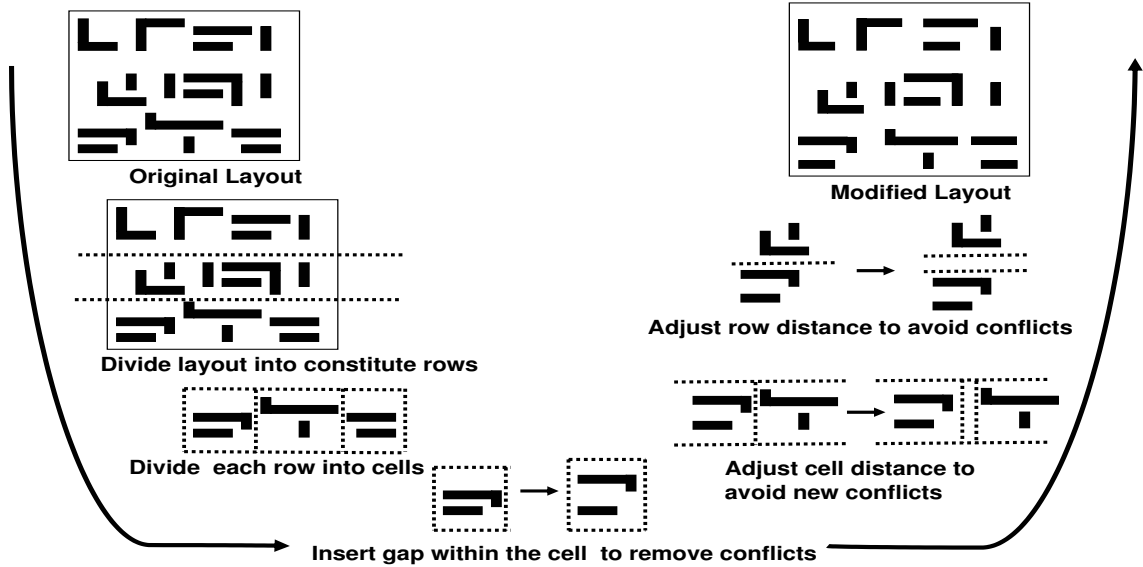 Original Layout
Modified Layout
Divide layout into constitute rows
Adjust row distance to avoid conflicts
Divide each row into cells
Adjust cell distance to
avoid new conflicts
Insert gap within the cell to remove conflicts